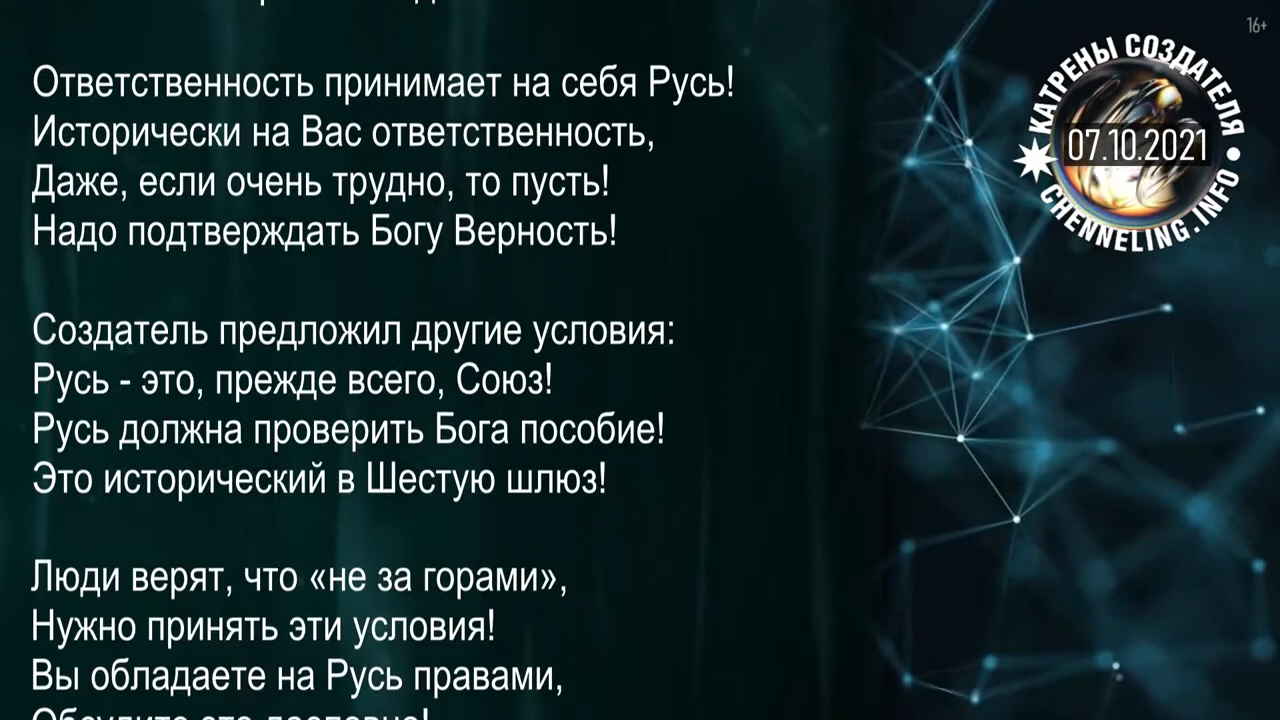 Ответственность принимает на себя Русь!
Исторически на Вас ответственность,
Даже, если очень трудно, то пусть!
Надо подтверждать Богу Верность!
Создатель предложил другие условия:
Русь - это, прежде всего, Союз!
Русь должна проверить Бога пособие!
Это исторический в Шестую шлюз!
Люди верят, что «не за горами»,
Нужно принять эти условия!
Вы обладаете на Русь правами,
16+
КАТРЕНЫ СОЗДАТЕЛЯ
07.10.2021
CHENNELING.INFO